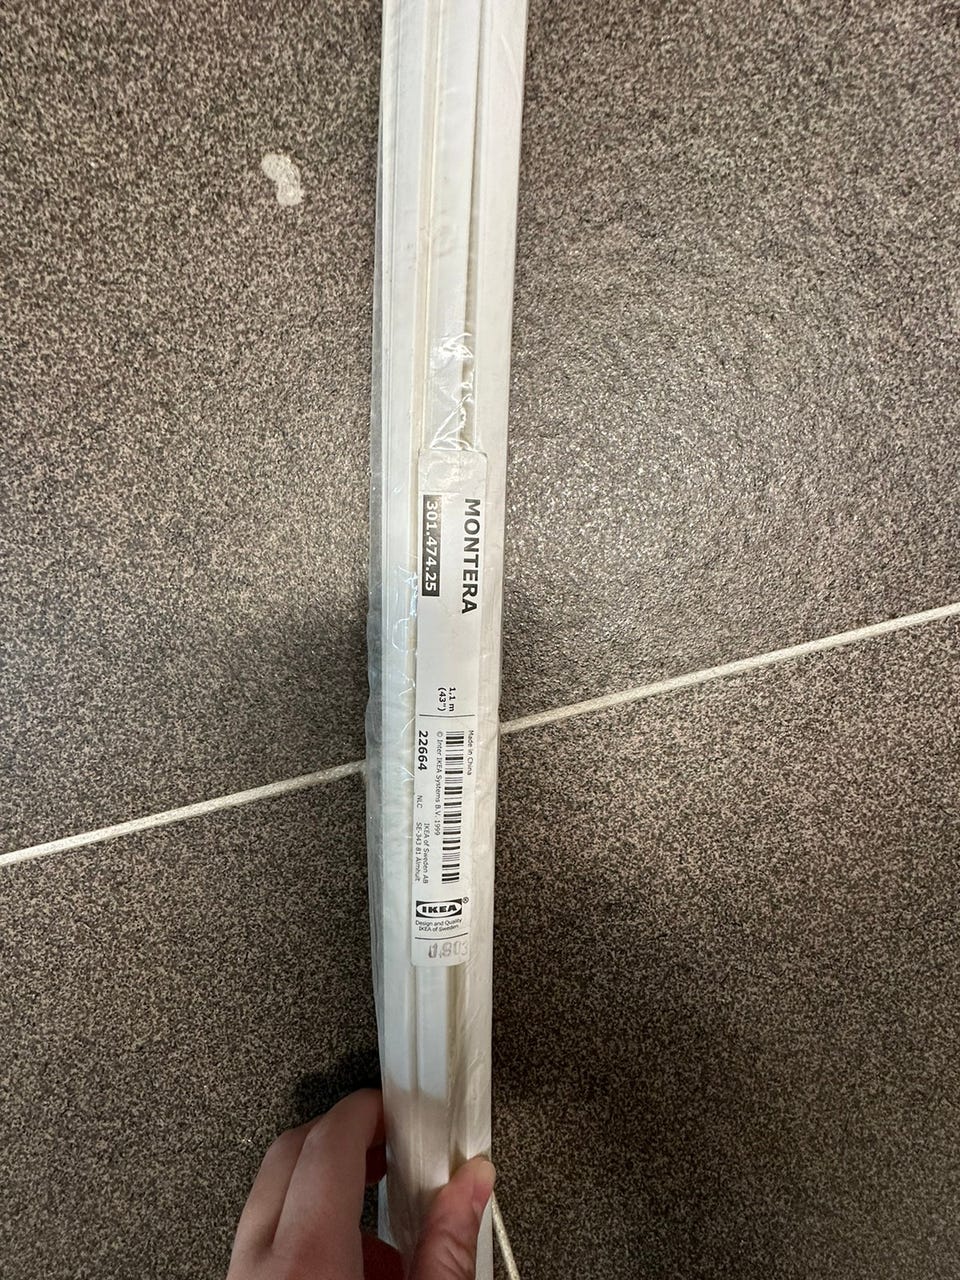 MONTERA
301.474.25
1,1 m
(43")
Made in China
© Inter IKEA Systems B.V. 1999
22664
NLC
IKEA of Sweden AB
SE-343 81 Älmhult
IKEA®
Design and Quality
IKEA of Sweden